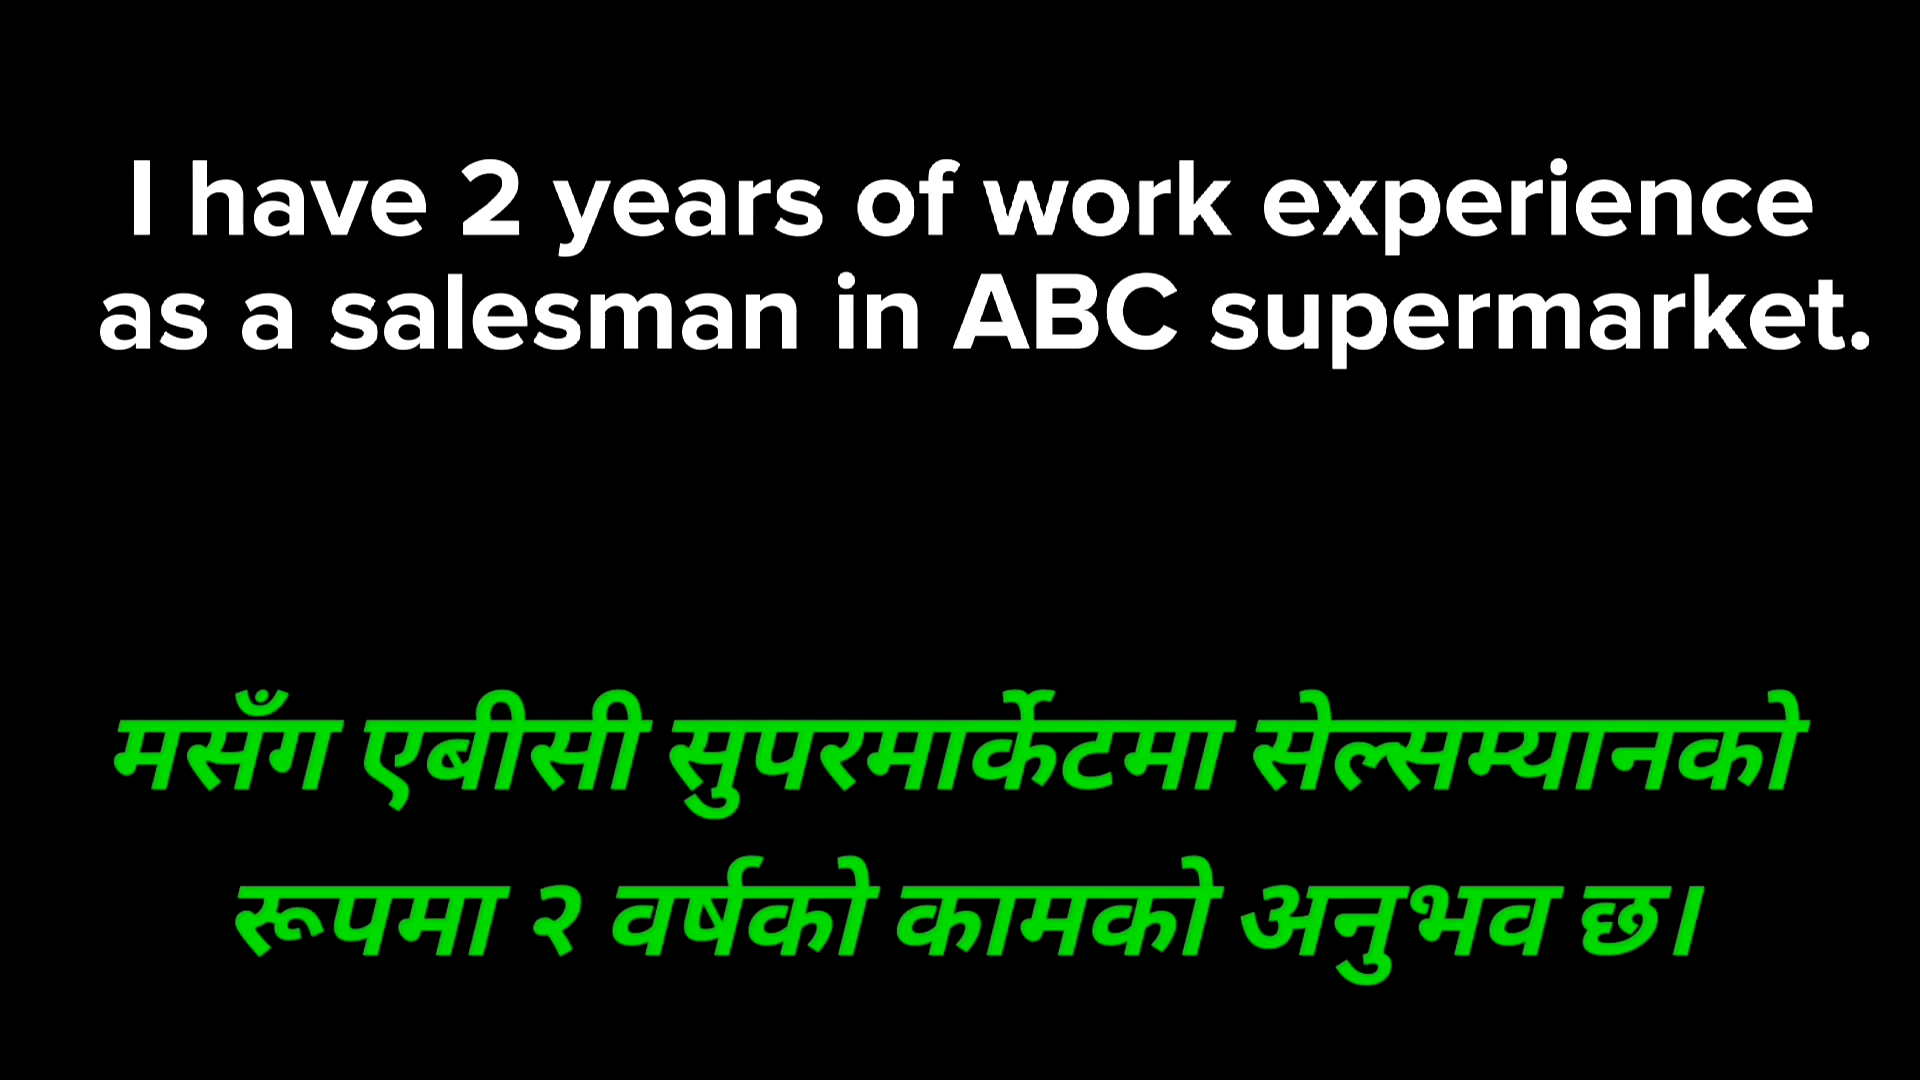 I have 2 years of work experience
as a salesman in ABC supermarket.
मसँग एबीसी सुपरमार्केटमा सेल्सम्यानको
रूपमा २ वर्षको कामको अनुभव छ।